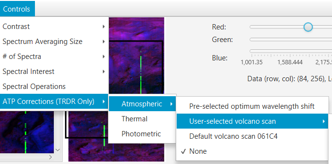 Controls
Contrast
Spectrum Averaging Size
# of Spectra
Spectral Interest
Spectral Operations
ATP Corrections (TRDR Only)
Atmospheric
Thermal
Photometric
Pre-selected optimum wavelength shift
User-selected volcano scan
Default volcano scan 061C4
✓ None
Red:
Green:
Blue:
1,001.35 1,588.444 2,175.
Data (row, col): (84, 256), L